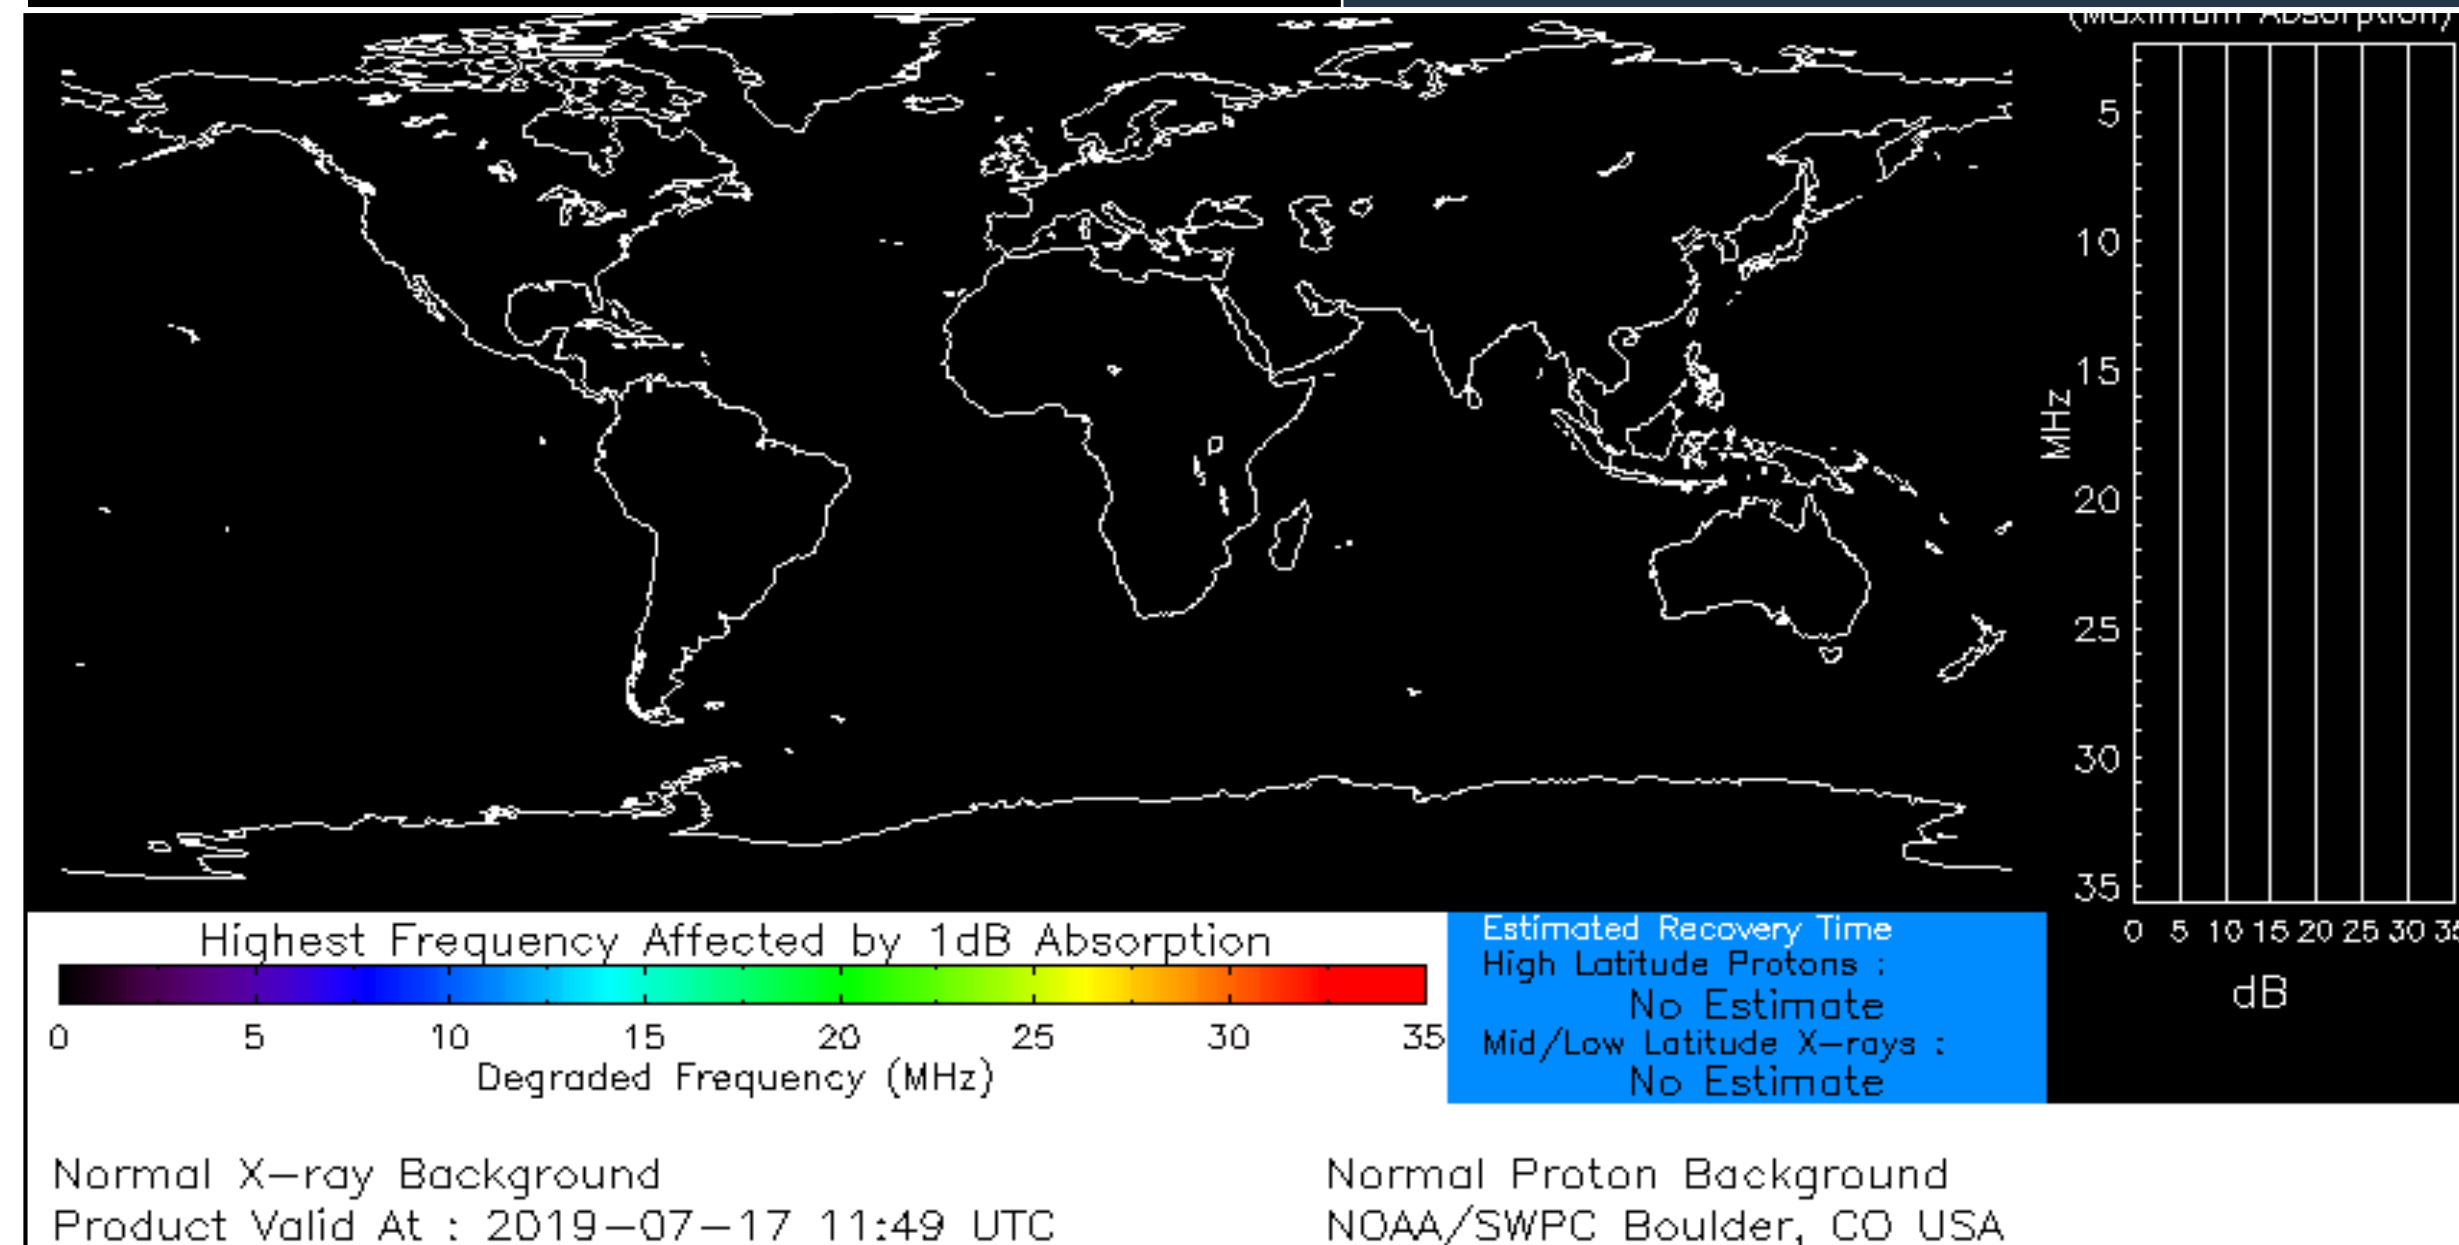 (Maximum Absorption)
5
10
15
20
25
30
35
MHz
0 5 10 15 20 25 30 35
dB
Highest Frequency Affected by 1dB Absorption
0 5 10 15 20 25 30 35
Degraded Frequency (MHz)
Estimated Recovery Time
High Latitude Protons :
No Estimate
Mid/Low Latitude X-rays :
No Estimate
Normal X-ray Background
Normal Proton Background
Product Valid At : 2019-07-17 11:49 UTC
NOAA/SWPC Boulder, CO USA